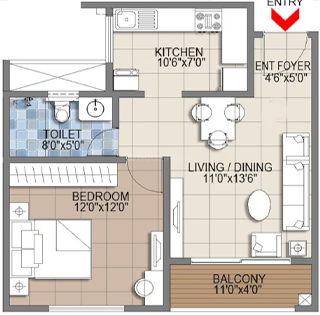 ENTRY
KITCHEN
10'6"x7'0"
ENT FOYER
4'6"x5'0"
TOILET
8'0"x5'0"
LIVING / DINING
11'0"x13'6"
BEDROOM
12'0"x12'0"
BALCONY
11'0"x4'0"